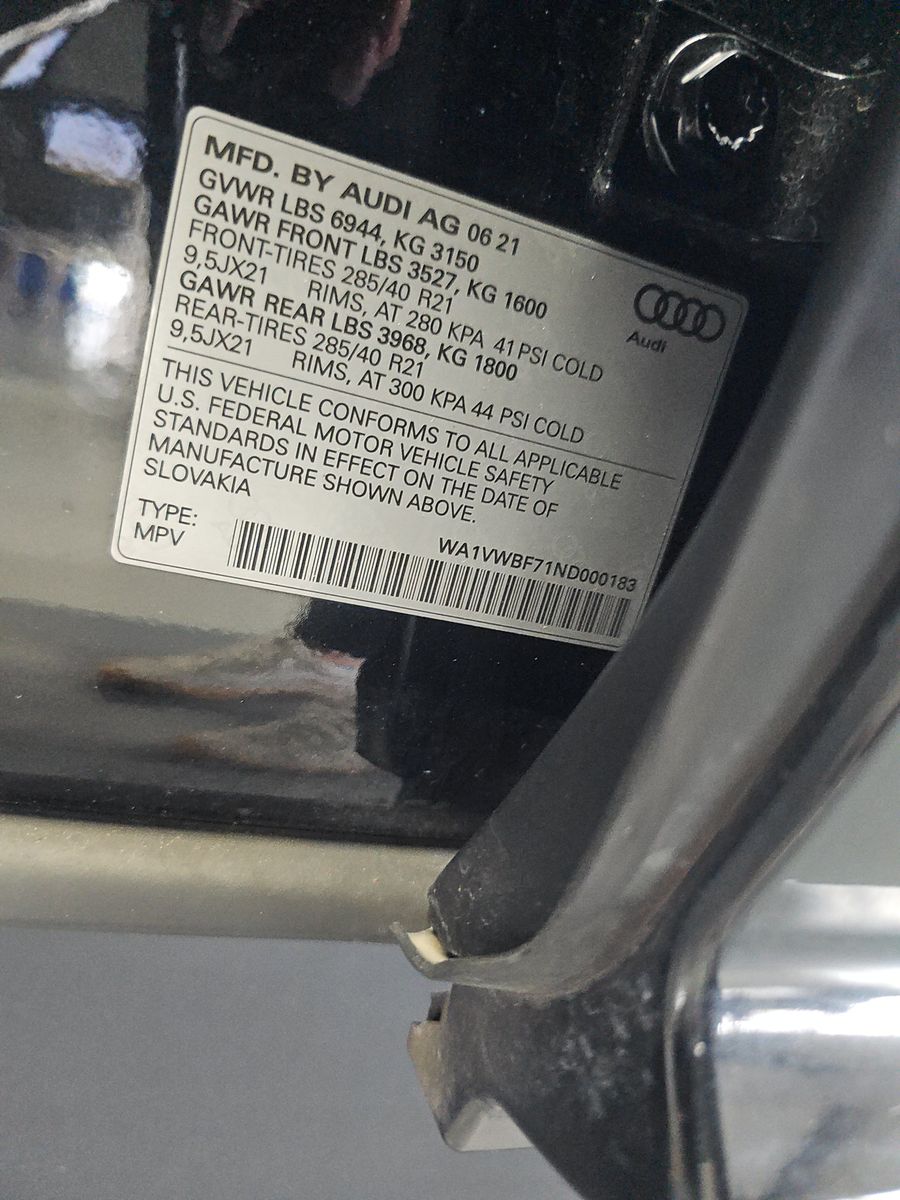 MFD. BY AUDI AG 06 21
GVWR LBS 6944, KG 3150
GAWR FRONT LBS 3527, KG 1600
FRONT-TIRES 285/40 R21
9,5JX21 RIMS, AT 280 KPA 41 PSI COLD
GAWR REAR LBS 3968, KG 1800
REAR-TIRES 285/40 R21
9,5JX21 RIMS, AT 300 KPA 44 PSI COLD
Audi
THIS VEHICLE CONFORMS TO ALL APPLICABLE
U.S. FEDERAL MOTOR VEHICLE SAFETY
STANDARDS IN EFFECT ON THE DATE OF
MANUFACTURE SHOWN ABOVE.
SLOVAKIA
TYPE:
MPV
WA1VWBF71ND000183